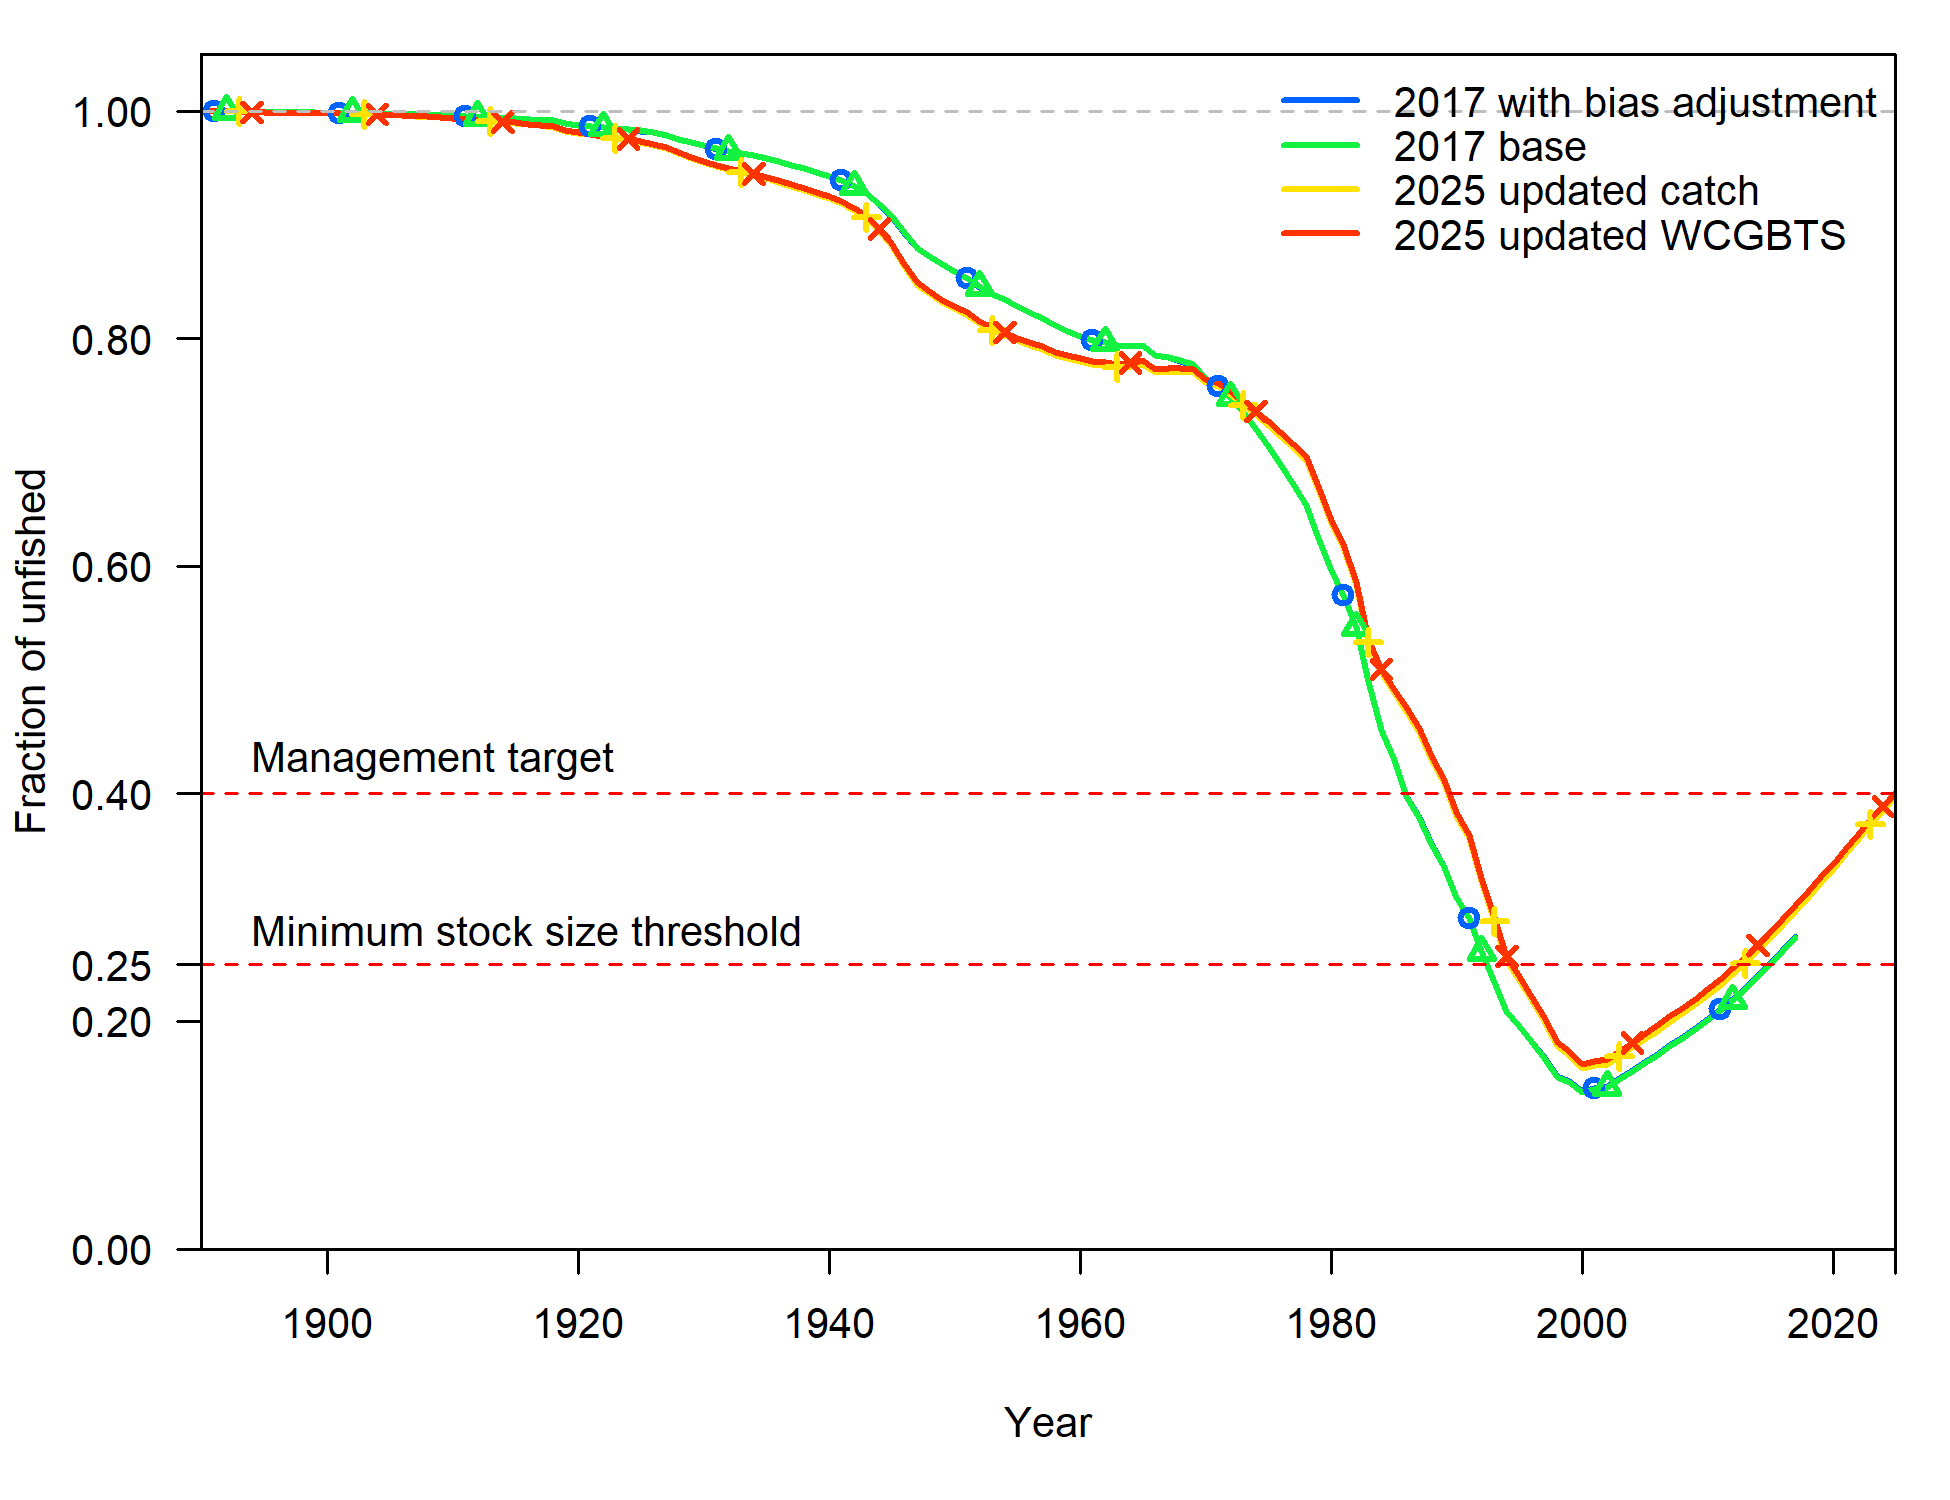 1.00
0.80
0.60
0.40
0.25
0.20
0.00
Fraction of unfished
2017 with bias adjustment
2017 base
2025 updated catch
2025 updated WCGBTS
Management target
Minimum stock size threshold
1900 1920 1940 1960 1980 2000 2020
Year